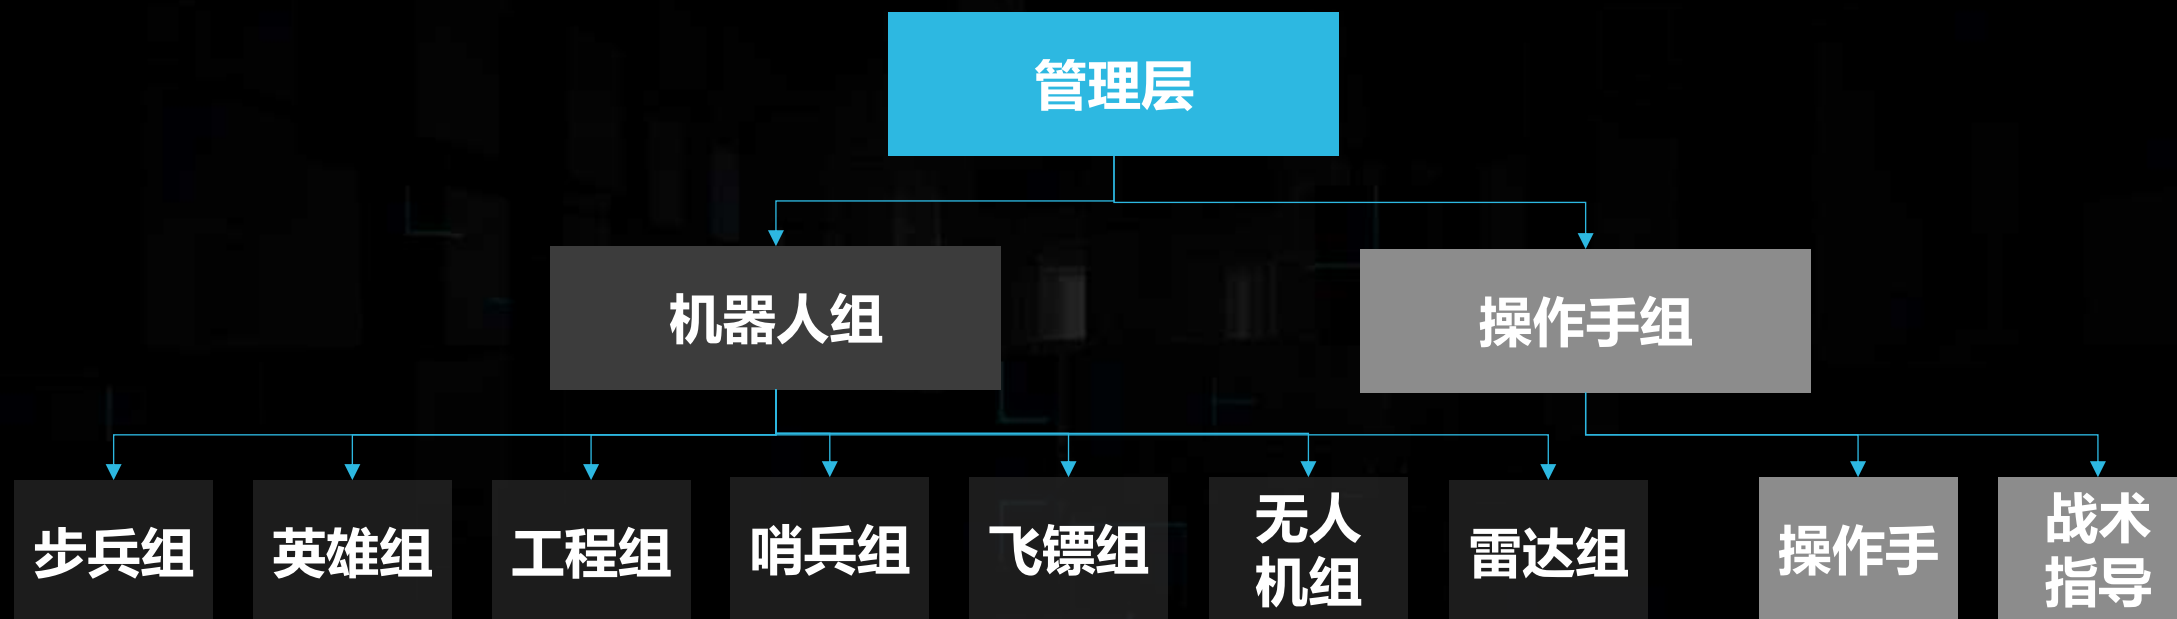 管理层
机器人组
操作手组
步兵组
英雄组
工程组
哨兵组
飞镖组
无人
机组
雷达组
操作手
战术
指导